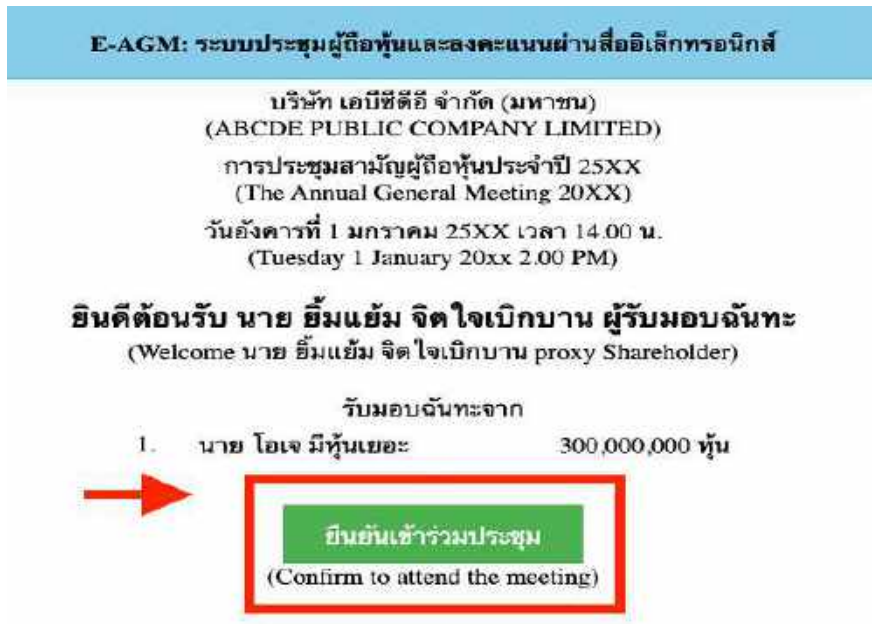 E-AGM: ระบบประชุมผู้ถือหุ้นและลงคะแนนผ่านสื่ออิเล็กทรอนิกส์
บริษัท เอบีซีดีอี จำกัด (มหาชน)
(ABCDE PUBLIC COMPANY LIMITED)
การประชุมสามัญผู้ถือหุ้นประจำปี 25XX
(The Annual General Meeting 20XX)
วันอังคารที่ 1 มกราคม 25XX เวลา 14.00 น.
(Tuesday 1 January 20xx 2.00 PM)
ยินดีต้อนรับ นาย ยิ้มแย้ม จิตใจเบิกบาน ผู้รับมอบฉันทะ
(Welcome นาย ยิ้มแย้ม จิตใจเบิกบาน proxy Shareholder)
รับมอบฉันทะจาก
1. นาย โอเจ มีหุ้นเยอะ 300,000,000 หุ้น
ยืนยันเข้าร่วมประชุม
(Confirm to attend the meeting)